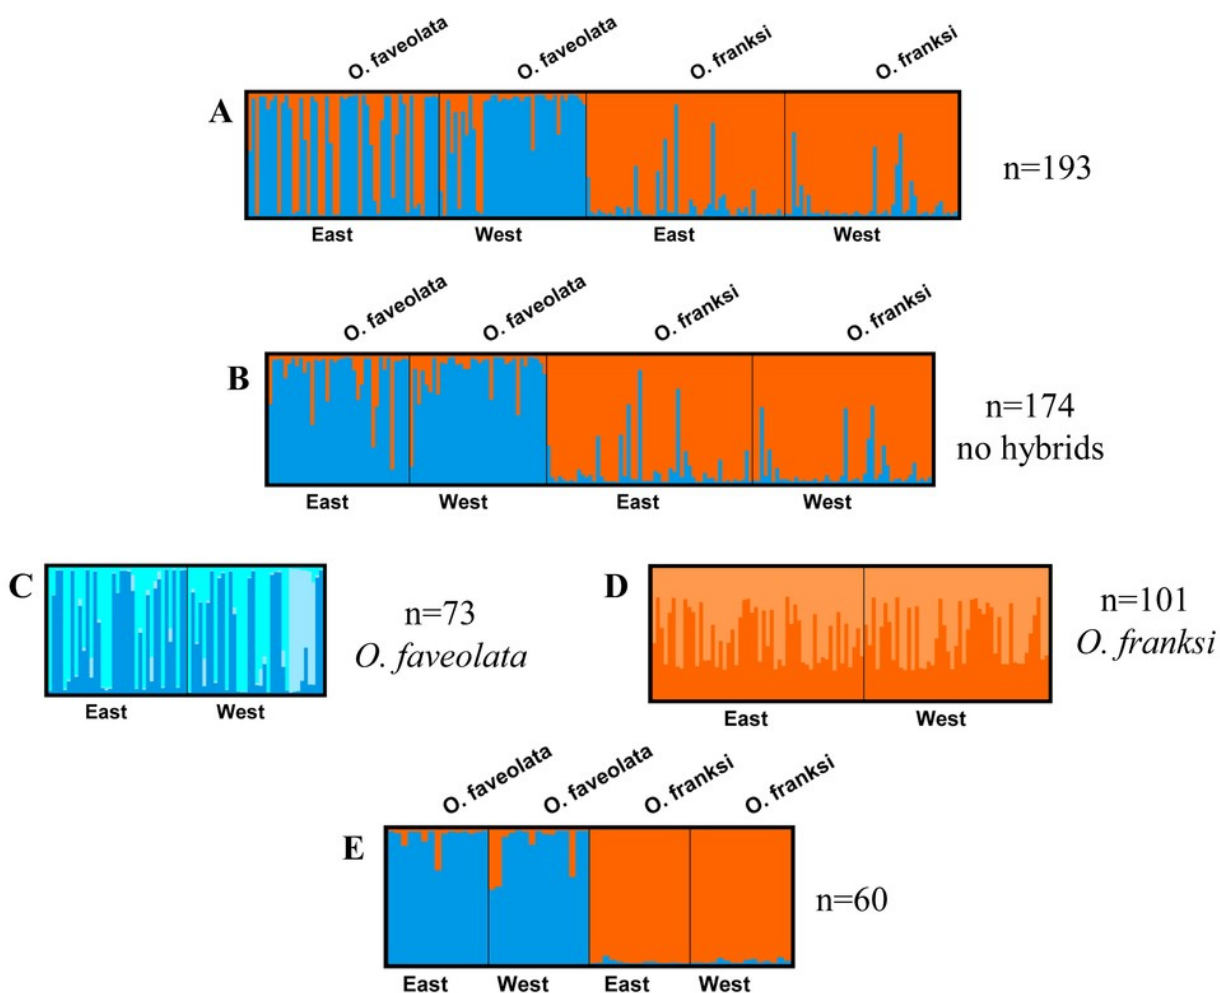 O. faveolata O. faveolata O. franksi O. franksi
A
n=193
East West East West
O. faveolata O. faveolata O. franksi O. franksi
B
n=174
no hybrids
East West East West
C
n=73
O. faveolata
East West
D
n=101
O. franksi
East West
O. faveolata O. faveolata O. franksi O. franksi
E
n=60
East West East West